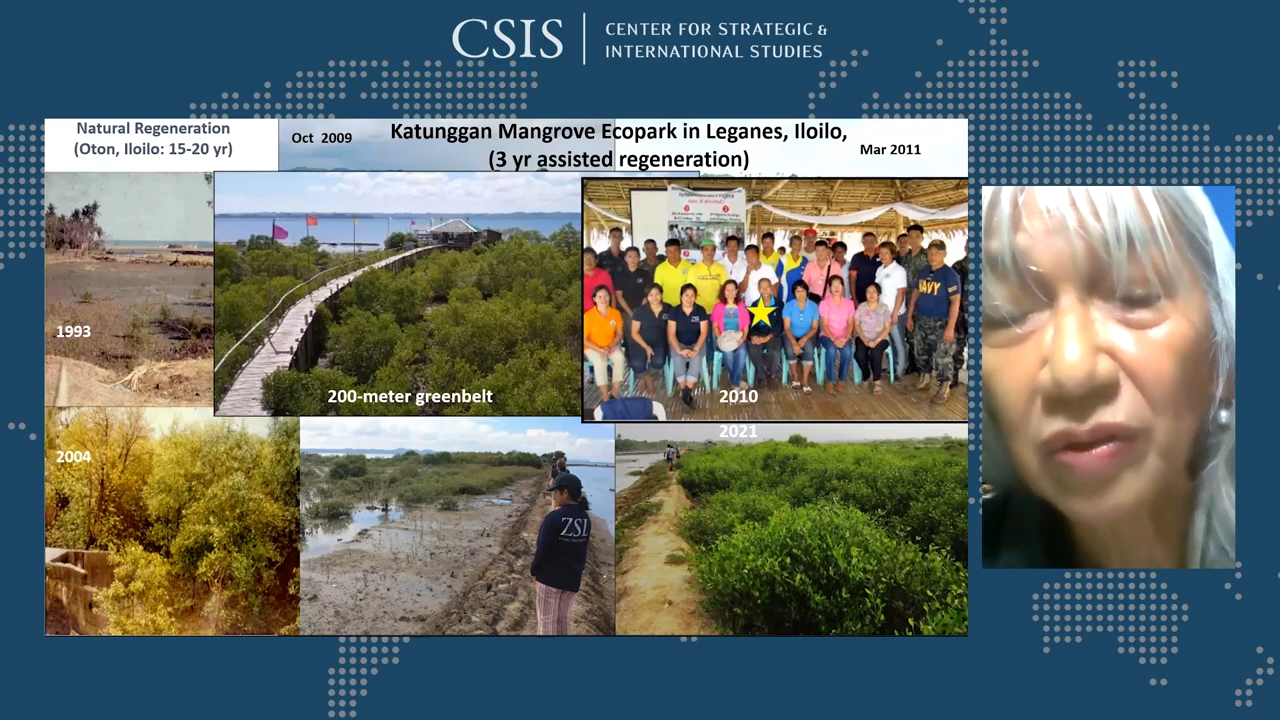 CSIS
CENTER FOR STRATEGIC &
INTERNATIONAL STUDIES
Natural Regeneration
(Oton, Iloilo: 15-20 yr)
Oct 2009
Katunggan Mangrove Ecopark in Leganes, Iloilo,
(3 yr assisted regeneration)
Mar 2011
1993
200-meter greenbelt
NAVY
2010
2021
2004
ZSL